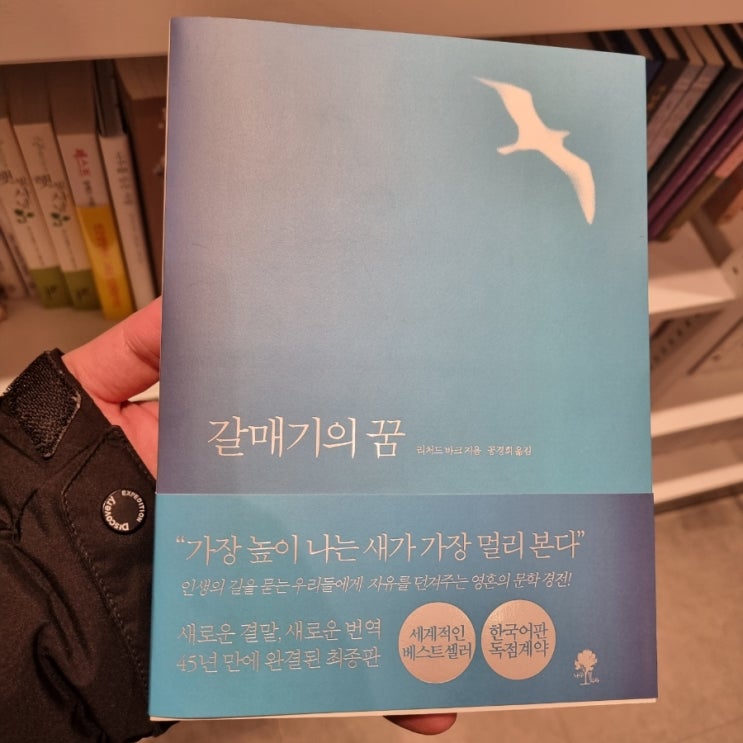 갈매기의 꿈
리처드 바크 지음 공경희 옮김
“가장 높이 나는 새가 가장 멀리 본다”
인생의 길을 묻는 우리들에게 자유를 던져주는 영혼의 문학 경전!
새로운 결말, 새로운 번역
45년 만에 완결된 최종판
세계적인
베스트셀러
한국어판
독점계약
Discovery
EXPEDITION